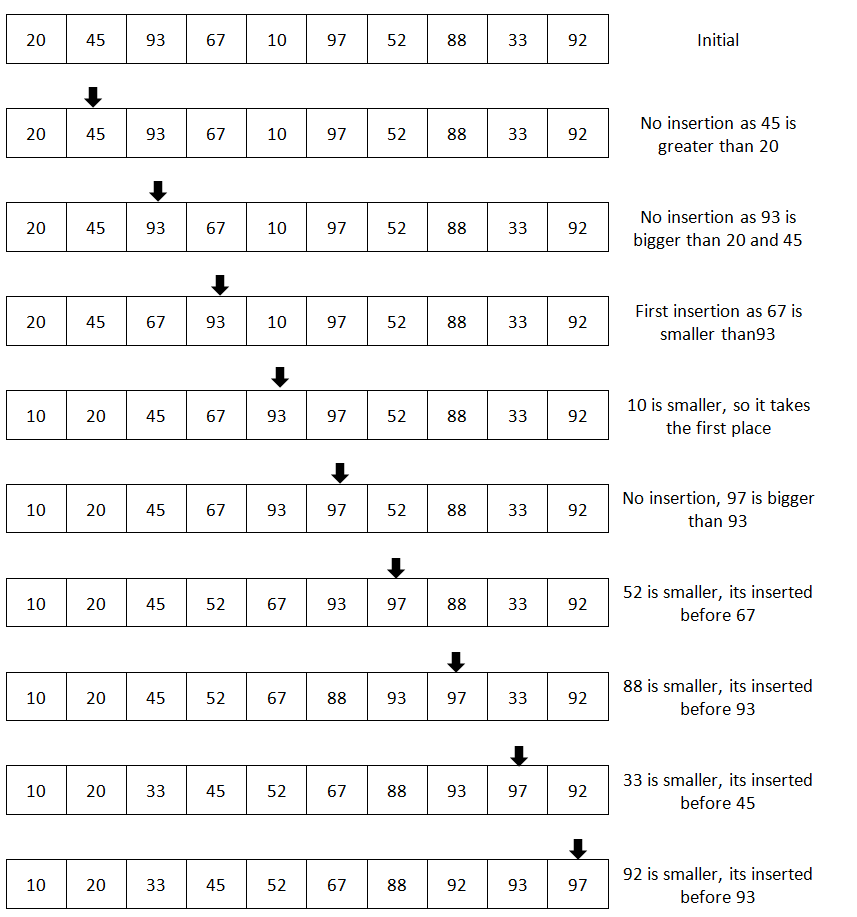 20 45 93 67 10 97 52 88 33 92 Initial
20 45 93 67 10 97 52 88 33 92
No insertion as 45 is
greater than 20
20 45 93 67 10 97 52 88 33 92
No insertion as 93 is
bigger than 20 and 45
20 45 67 93 10 97 52 88 33 92
First insertion as 67 is
smaller than93
10 20 45 67 93 97 52 88 33 92
10 is smaller, so it takes
the first place
10 20 45 67 93 97 52 88 33 92
No insertion, 97 is bigger
than 93
10 20 45 52 67 93 97 88 33 92
52 is smaller, its inserted
before 67
10 20 45 52 67 88 93 97 33 92
88 is smaller, its inserted
before 93
10 20 33 45 52 67 88 93 97 92
33 is smaller, its inserted
before 45
10 20 33 45 52 67 88 92 93 97
92 is smaller, its inserted
before 93